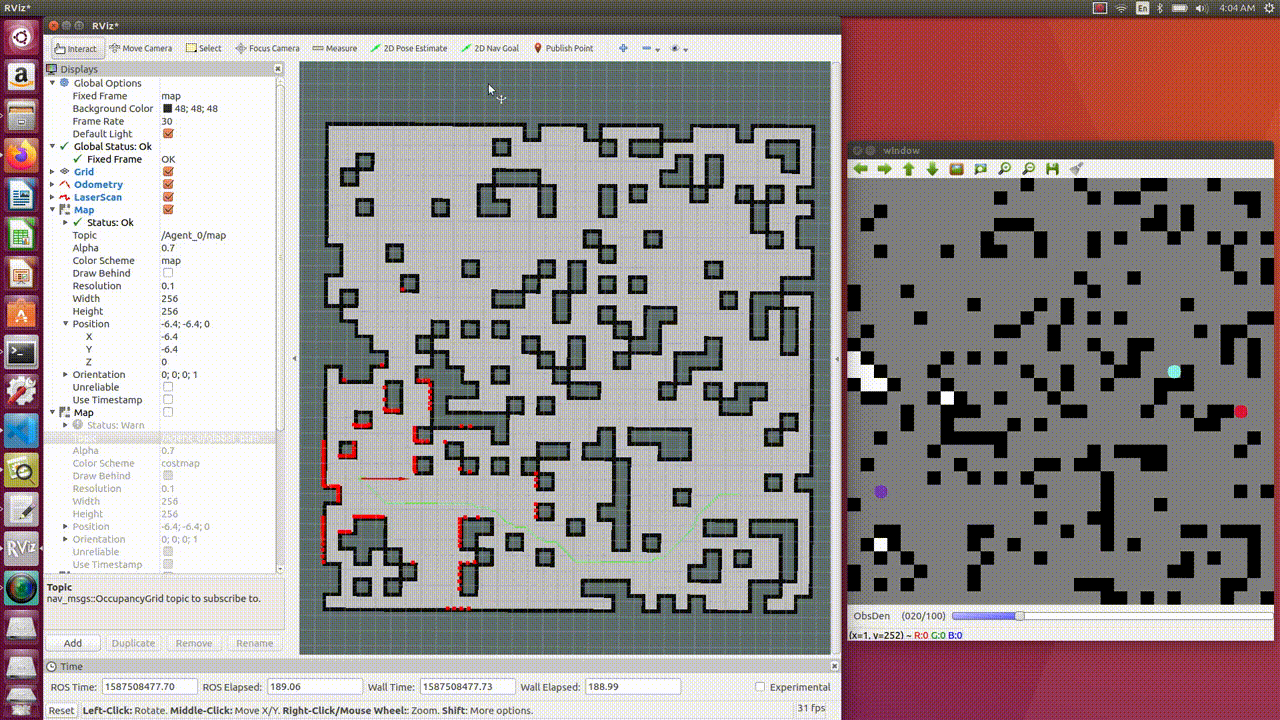 RViz*
En
4:04 AM
RViz*
Interact
Move Camera
Select
Focus Camera
Measure
2D Pose Estimate
2D Nav Goal
Publish Point
Displays
Global Options
Fixed Frame map
Background Color 48; 48; 48
Frame Rate 30
Default Light
Global Status: Ok
Fixed Frame OK
Grid
Odometry
LaserScan
Map
Status: Ok
Topic /Agent_0/map
Alpha 0.7
Color Scheme map
Draw Behind
Resolution 0.1
Width 256
Height 256
Position -6.4; -6.4; 0
X -6.4
Y -6.4
Z 0
Orientation 0; 0; 0; 1
Unreliable
Use Timestamp
Map
Status: Warn
Topic
Alpha 0.7
Color Scheme costmap
Draw Behind
Resolution 0.1
Width 256
Height 256
Position -6.4; -6.4; 0
Orientation 0; 0; 0; 1
Unreliable
Use Timestamp
Topic
nav_msgs::OccupancyGrid topic to subscribe to.
Add
Duplicate
Remove
Rename
Time
ROS Time: 1587508477.70
ROS Elapsed: 189.06
Wall Time: 1587508477.73
Wall Elapsed: 188.99
Experimental
Reset
Left-Click: Rotate. Middle-Click: Move X/Y. Right-Click/Mouse Wheel:: Zoom. Shift: More options.
31 fps
window
ObsDen (020/100)
(x=1, y=252) ~ R:0 G:0 B:0
RViz